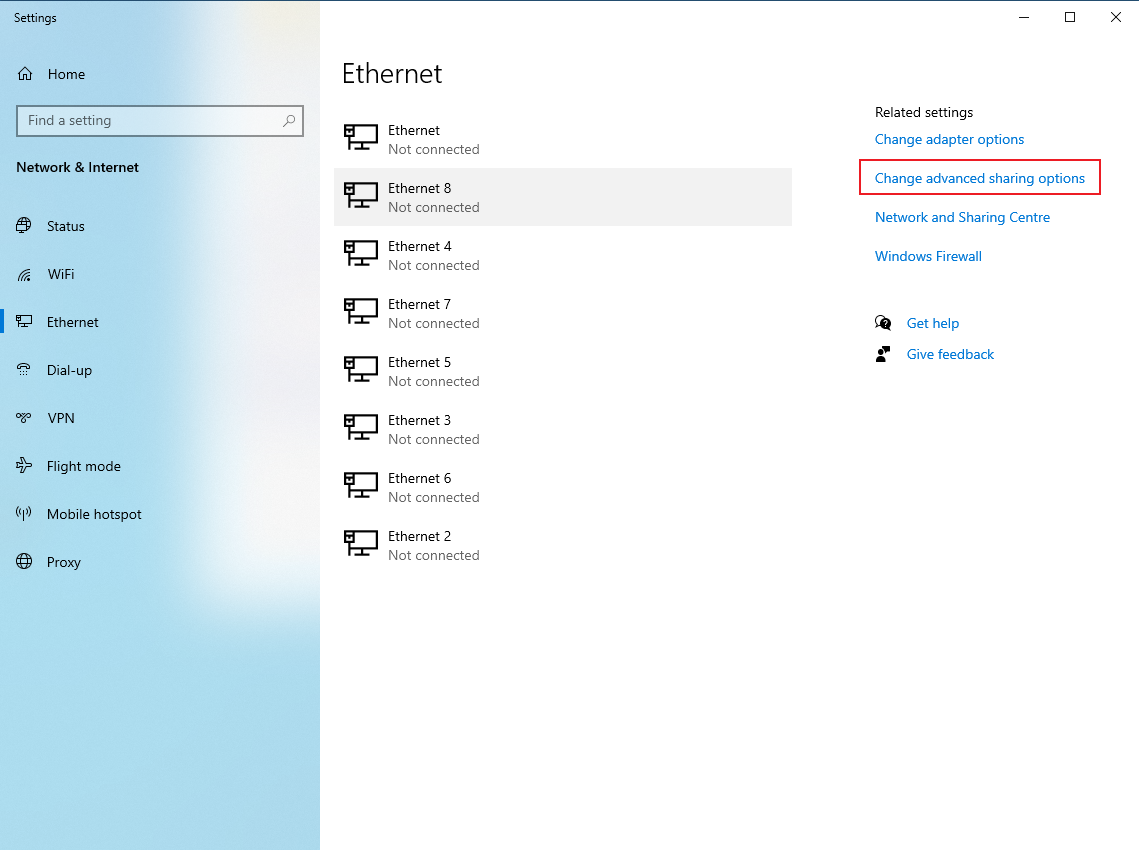 Settings
Home
Find a setting
Network & Internet
Status
WiFi
Ethernet
Dial-up
VPN
Flight mode
Mobile hotspot
Proxy
Ethernet
Ethernet
Not connected
Ethernet 8
Not connected
Ethernet 4
Not connected
Ethernet 7
Not connected
Ethernet 5
Not connected
Ethernet 3
Not connected
Ethernet 6
Not connected
Ethernet 2
Not connected
Related settings
Change adapter options
Change advanced sharing options
Network and Sharing Centre
Windows Firewall
Get help
Give feedback